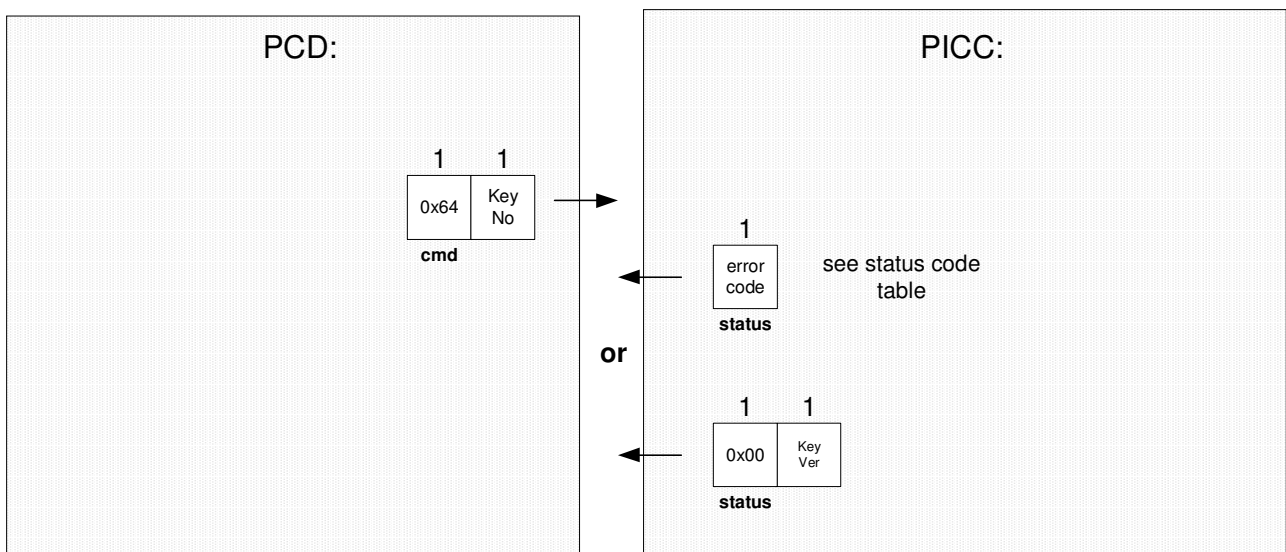 PCD:
PICC:
1 1
0x64
Key
No
cmd
1
error
code
status
see status code
table
or
1 1
0x00
Key
Ver
status